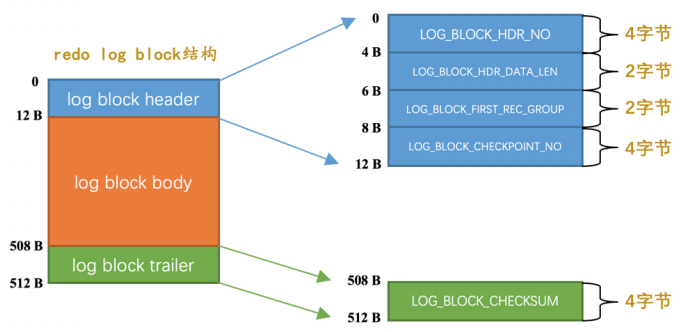 redo log block结构
0
log block header
12 B
log block body
508 B
log block trailer
512 B
0
LOG_BLOCK_HDR_NO
4字节
4 B
LOG_BLOCK_HDR_DATA_LEN
2字节
6 B
LOG_BLOCK_FIRST_REC_GROUP
2字节
8 B
LOG_BLOCK_CHECKPOINT_NO
4字节
12 B
508 B
LOG_BLOCK_CHECKSUM
4字节
512 B